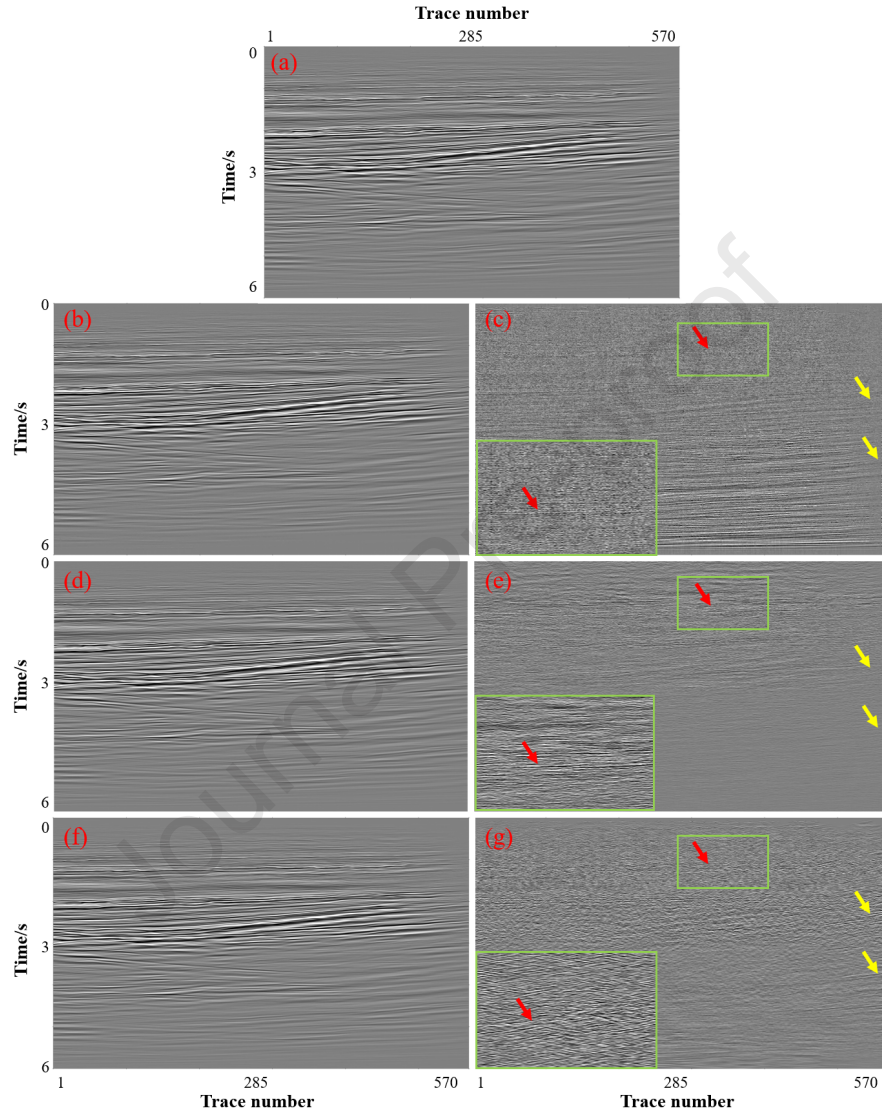 Trace number
1 285 570
0
(a)
Time/s
3
6
0
(b)
(c)
Time/s
3
6
0
(d)
(e)
Time/s
3
6
0
(f)
(g)
Time/s
3
6
1 285 570 1 285 570
Trace number Trace number
Journal Pre-proof